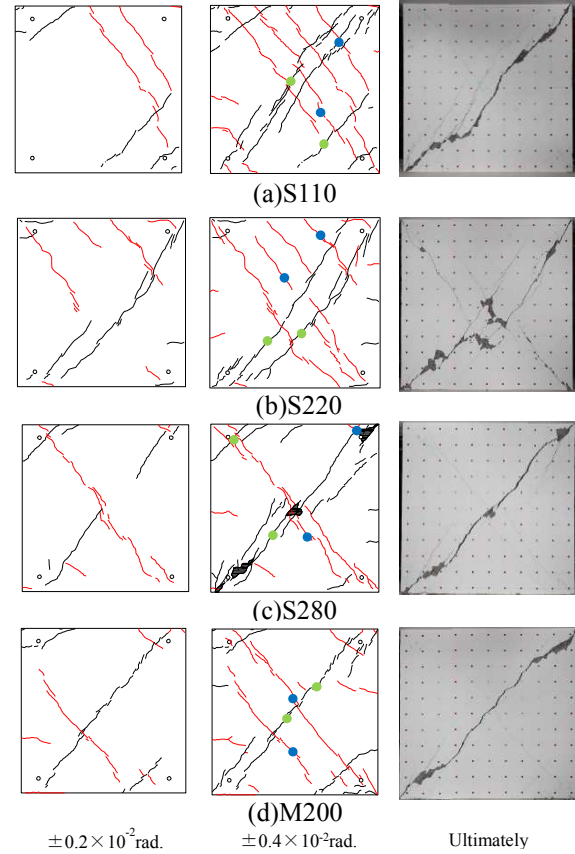 (a)S110
(b)S220
(c)S280
(d)M200
±0.2×10⁻²rad. ±0.4×10⁻²rad. Ultimately